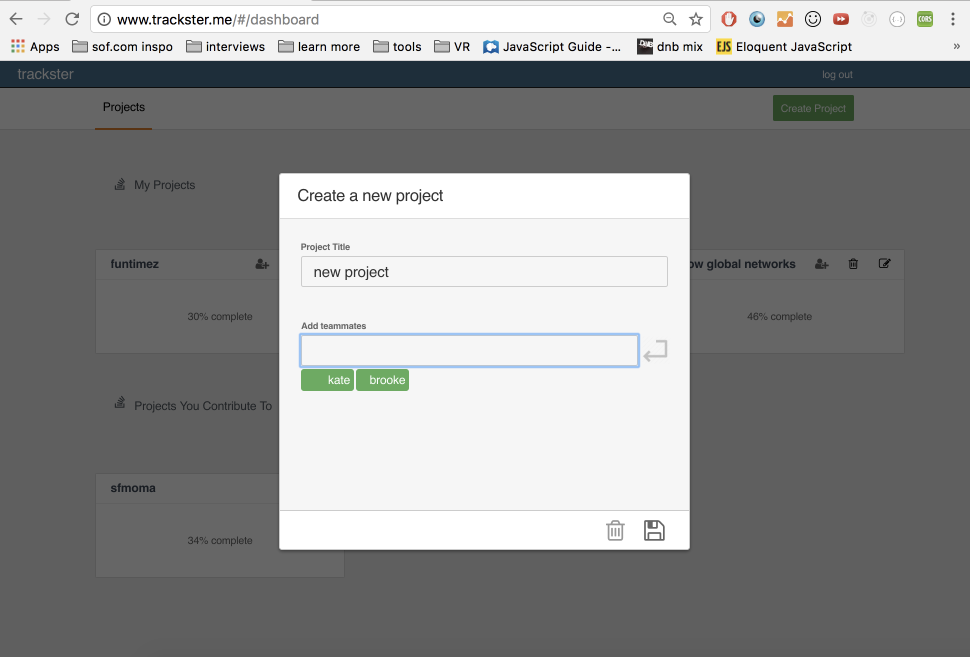 www.trackster.me/#/dashboard
CORS
Apps sof.com inspo interviews learn more tools VR JavaScript Guide -... DNB dnb mix EJS Eloquent JavaScript »
trackster log out
Projects Create Project
My Projects
Create a new project
Project Title
funtimez ow global networks
new project
30% complete 46% complete
Add teammates
kate brooke
Projects You Contribute To
sfmoma
34% complete